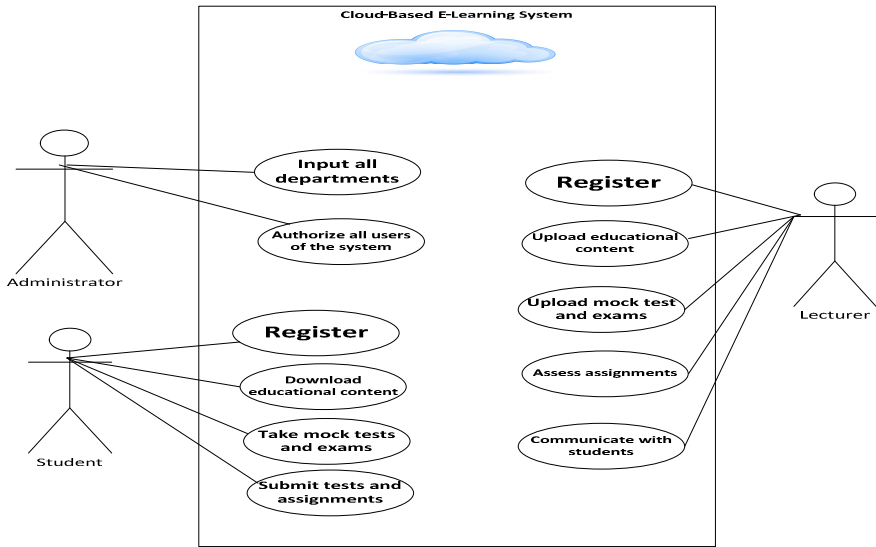 Cloud-Based E-Learning System
Input all
departments
Authorize all users
of the system
Administrator
Register
Download
educational content
Take mock tests
and exams
Submit tests and
assignments
Student
Register
Upload educational
content
Upload mock test
and exams
Assess assignments
Communicate with
students
Lecturer